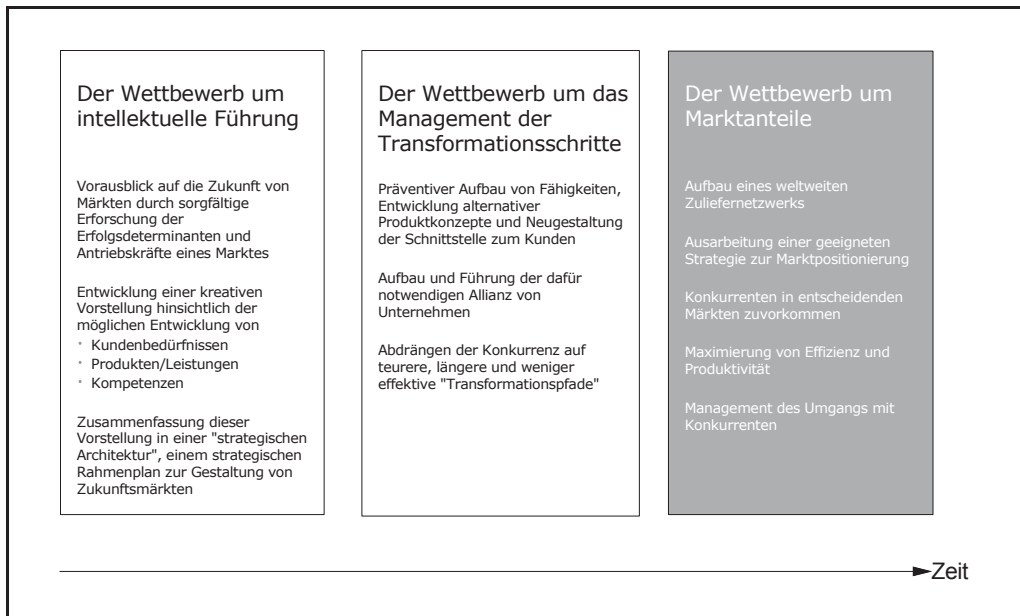 Der Wettbewerb um
intellektuelle Führung
Vorausblick auf die Zukunft von
Märkten durch sorgfältige
Erforschung der
Erfolgsdeterminanten und
Antriebskräfte eines Marktes
Entwicklung einer kreativen
Vorstellung hinsichtlich der
möglichen Entwicklung von
· Kundenbedürfnissen
· Produkten/Leistungen
· Kompetenzen
Zusammenfassung dieser
Vorstellung in einer "strategischen
Architektur", einem strategischen
Rahmenplan zur Gestaltung von
Zukunftsmärkten
Der Wettbewerb um das
Management der
Transformationsschritte
Präventiver Aufbau von Fähigkeiten,
Entwicklung alternativer
Produktkonzepte und Neugestaltung
der Schnittstelle zum Kunden
Aufbau und Führung der dafür
notwendigen Allianz von
Unternehmen
Abdrängen der Konkurrenz auf
teurere, längere und weniger
effektive "Transformationspfade"
Der Wettbewerb um
Marktanteile
Aufbau eines weltweiten
Zuliefernetzwerks
Ausarbeitung einer geeigneten
Strategie zur Marktpositionierung
Konkurrenten in entscheidenden
Märkten zuvorkommen
Maximierung von Effizienz und
Produktivität
Management des Umgangs mit
Konkurrenten
Zeit